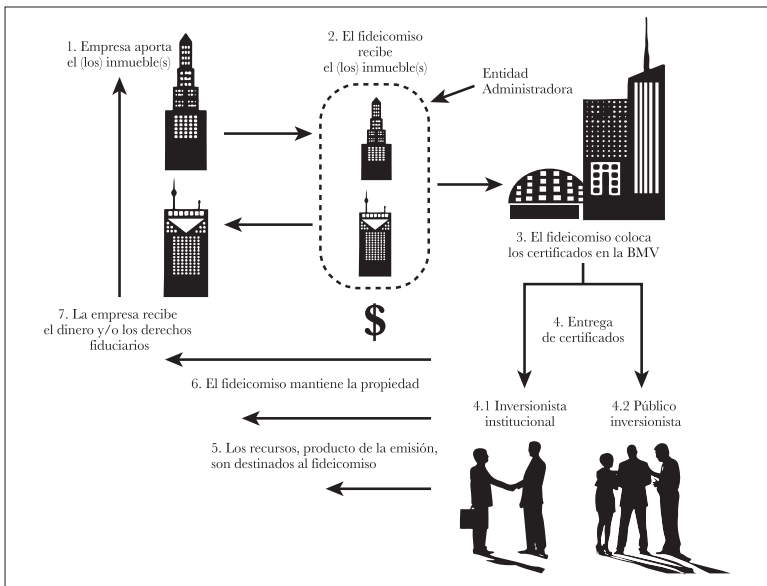 1. Empresa aporta
el (los) inmueble(s)
2. El fideicomiso
recibe
el (los) inmueble(s)
Entidad
Administradora
3. El fideicomiso coloca
los certificados en la BMV
7. La empresa recibe
el dinero y/o los derechos
fiduciarios
$
4. Entrega
de certificados
6. El fideicomiso mantiene la propiedad
4.1 Inversionista
institucional
4.2 Público
inversionista
5. Los recursos, producto de la emisión,
son destinados al fideicomiso